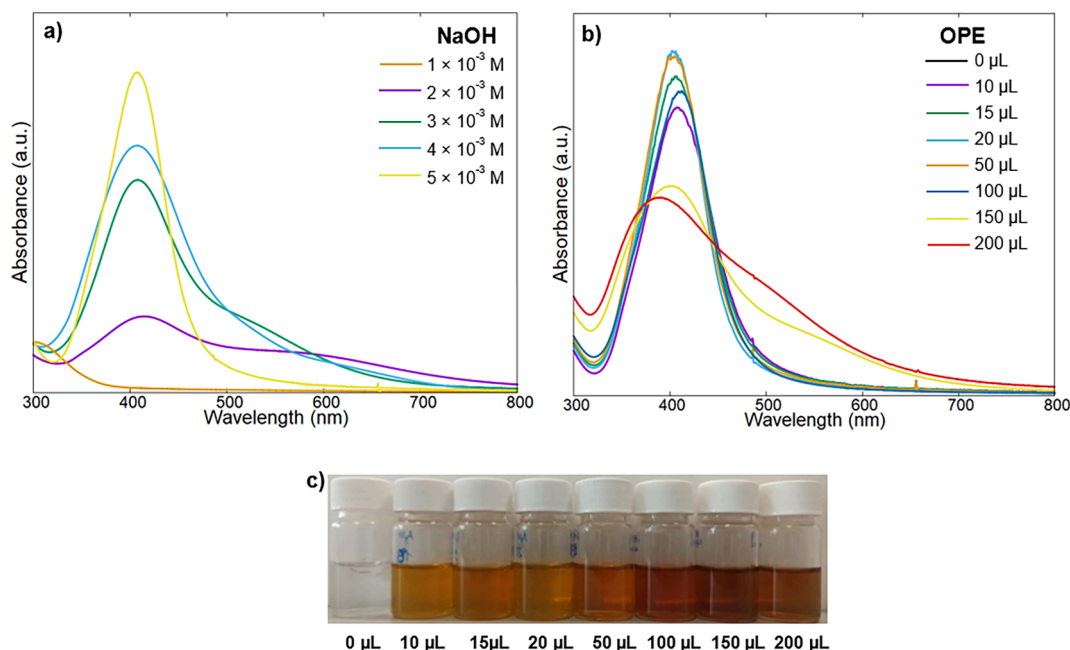 a)
NaOH
1 × 10⁻³ M
2 × 10⁻³ M
3 × 10⁻³ M
4 × 10⁻³ M
5 × 10⁻³ M
Absorbance (a.u.)
300 400 500 600 700 800
Wavelength (nm)
b)
OPE
0 µL
10 µL
15 µL
20 µL
50 µL
100 µL
150 µL
200 µL
Absorbance (a.u.)
300 400 500 600 700 800
Wavelength (nm)
c)
0 µL 10 µL 15µL 20 µL 50 µL 100 µL 150 µL 200 µL